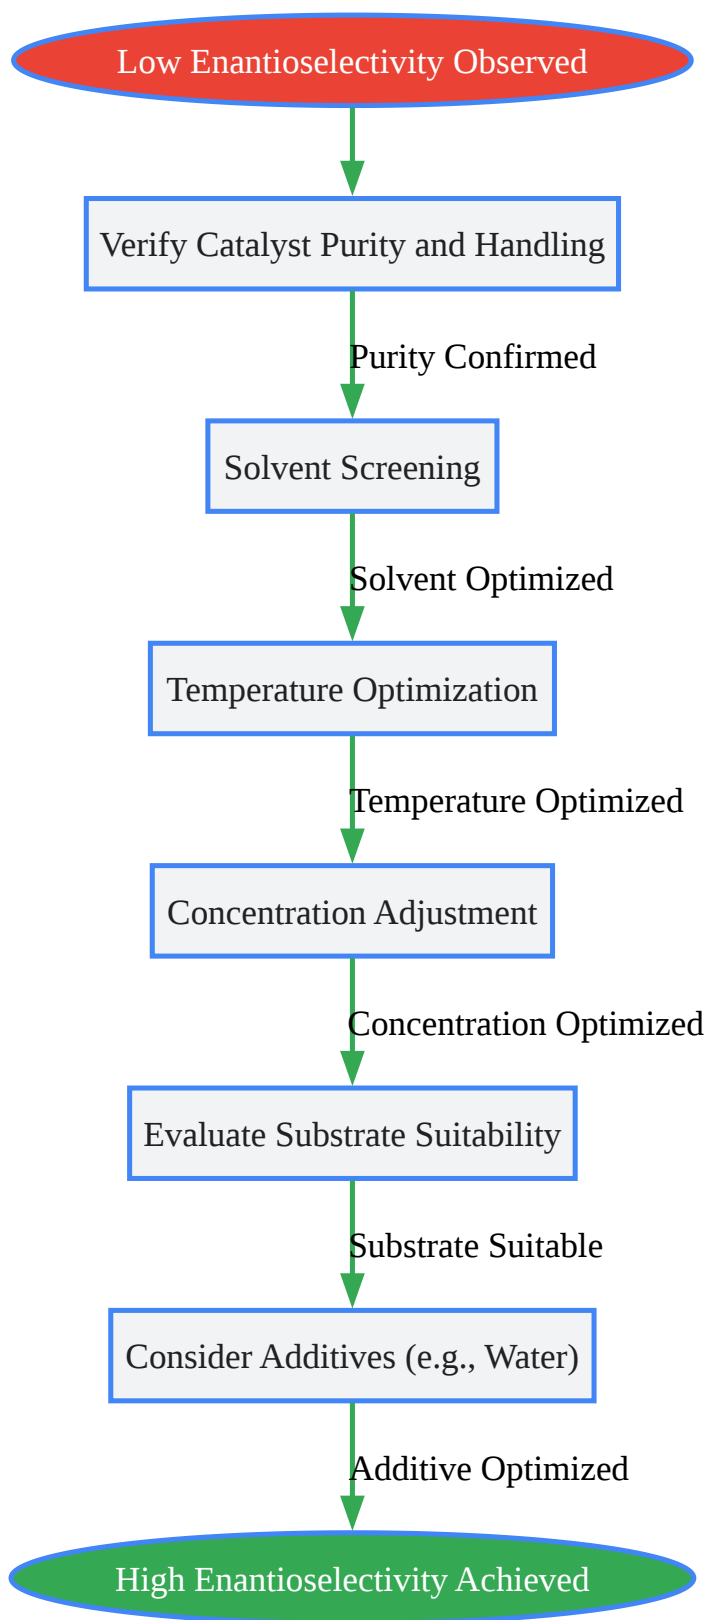 Low Enantioselectivity Observed
Verify Catalyst Purity and Handling
Purity Confirmed
Solvent Screening
Solvent Optimized
Temperature Optimization
Temperature Optimized
Concentration Adjustment
Concentration Optimized
Evaluate Substrate Suitability
Substrate Suitable
Consider Additives (e.g., Water)
Additive Optimized
High Enantioselectivity Achieved